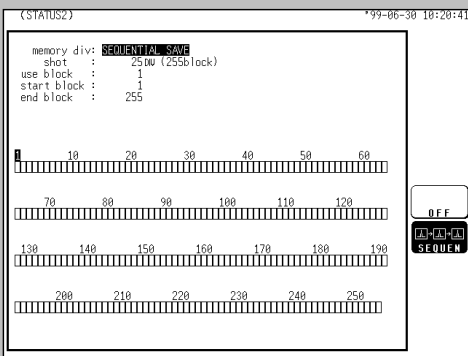 (STATUS2) '99-06-30 10:20:41
memory div: SEQUENTIAL SAVE
shot : 25DIV (255block)
use block : 1
start block : 1
end block : 255
1 10 20 30 40 50 60
70 80 90 100 110 120
130 140 150 160 170 180 190
200 210 220 230 240 250
OFF
SEQUEN